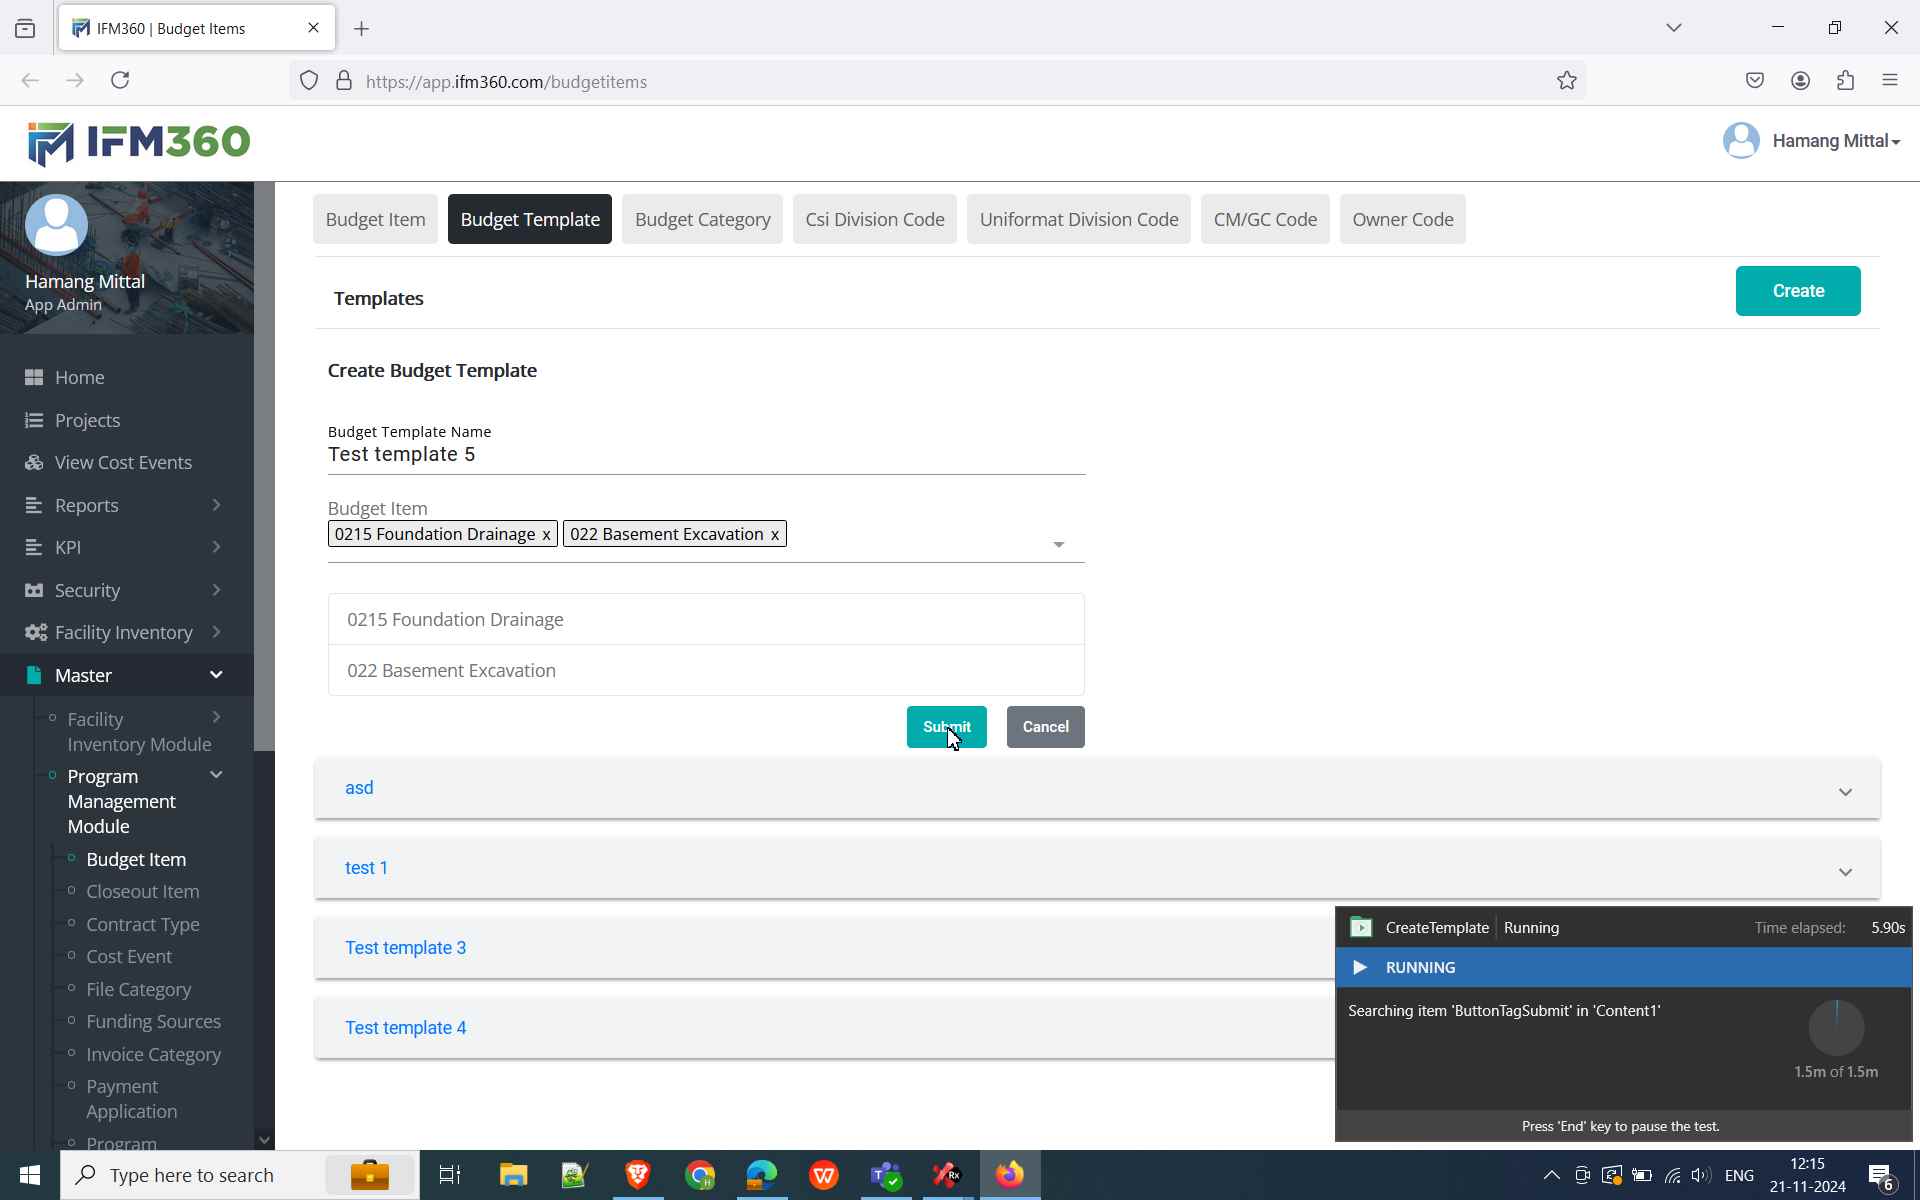 IFM360 | Budget Items
https://app.ifm360.com/budgetitems
IFM360
Hamang Mittal
Hamang Mittal
App Admin
Home
Projects
View Cost Events
Reports
KPI
Security
Facility Inventory
Master
Facility
Inventory Module
Program
Management
Module
Budget Item
Closeout Item
Contract Type
Cost Event
File Category
Funding Sources
Invoice Category
Payment
Application
Program
Budget Item
Budget Template
Budget Category
Csi Division Code
Uniformat Division Code
CM/GC Code
Owner Code
Templates
Create
Create Budget Template
Budget Template Name
Test template 5
Budget Item
0215 Foundation Drainage x
022 Basement Excavation x
0215 Foundation Drainage
022 Basement Excavation
Submit
Cancel
asd
test 1
Test template 3
Test template 4
CreateTemplate
Running
Time elapsed:
5.90s
RUNNING
Searching item 'ButtonTagSubmit' in 'Content1'
1.5m of 1.5m
Press 'End' key to pause the test.
Type here to search
ENG
12:15
21-11-2024
6